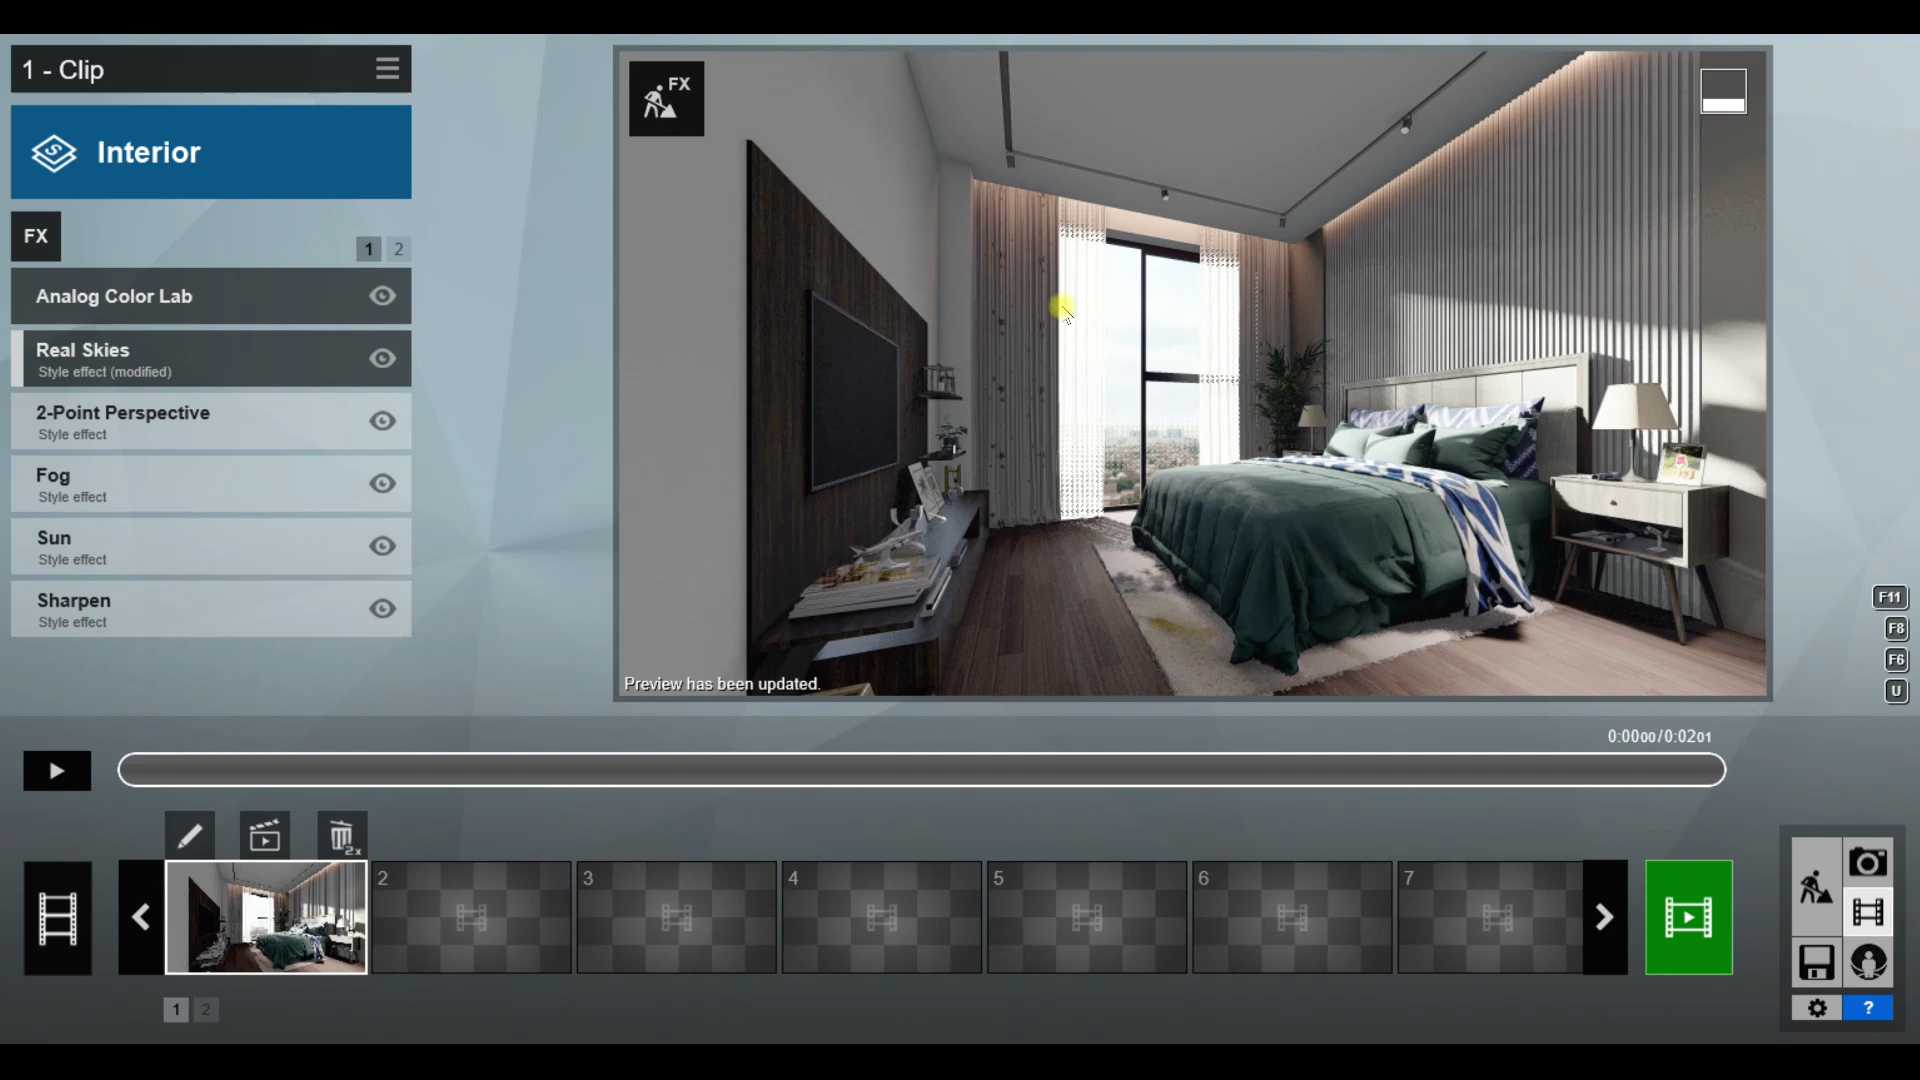 1 - Clip
Interior
FX
1 2
Analog Color Lab
Real Skies
Style effect (modified)
2-Point Perspective
Style effect
Fog
Style effect
Sun
Style effect
Sharpen
Style effect
FX
Preview has been updated.
F11
F8
F6
U
0:0000/0:0201
2x
2
3
4
5
6
7
1 2
?